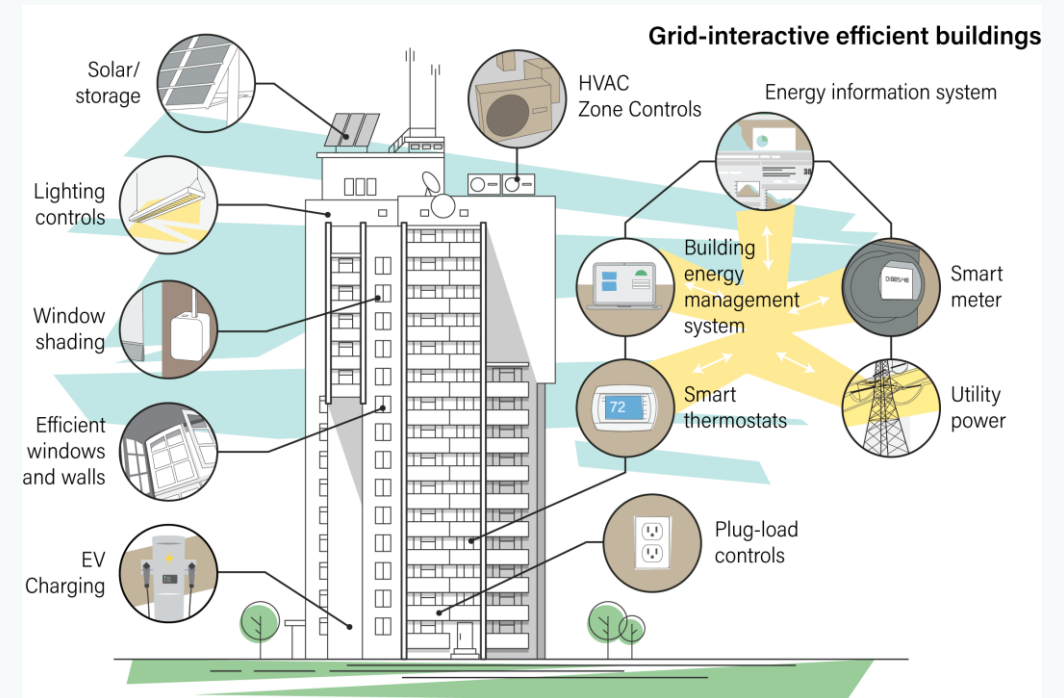 Grid-interactive efficient buildings
Solar/
storage
HVAC
Zone Controls
Energy information system
Lighting
controls
Building
energy
management
system
Smart
meter
Window
shading
72
Smart
thermostats
Utility
power
Efficient
windows
and walls
Plug-load
controls
EV
Charging